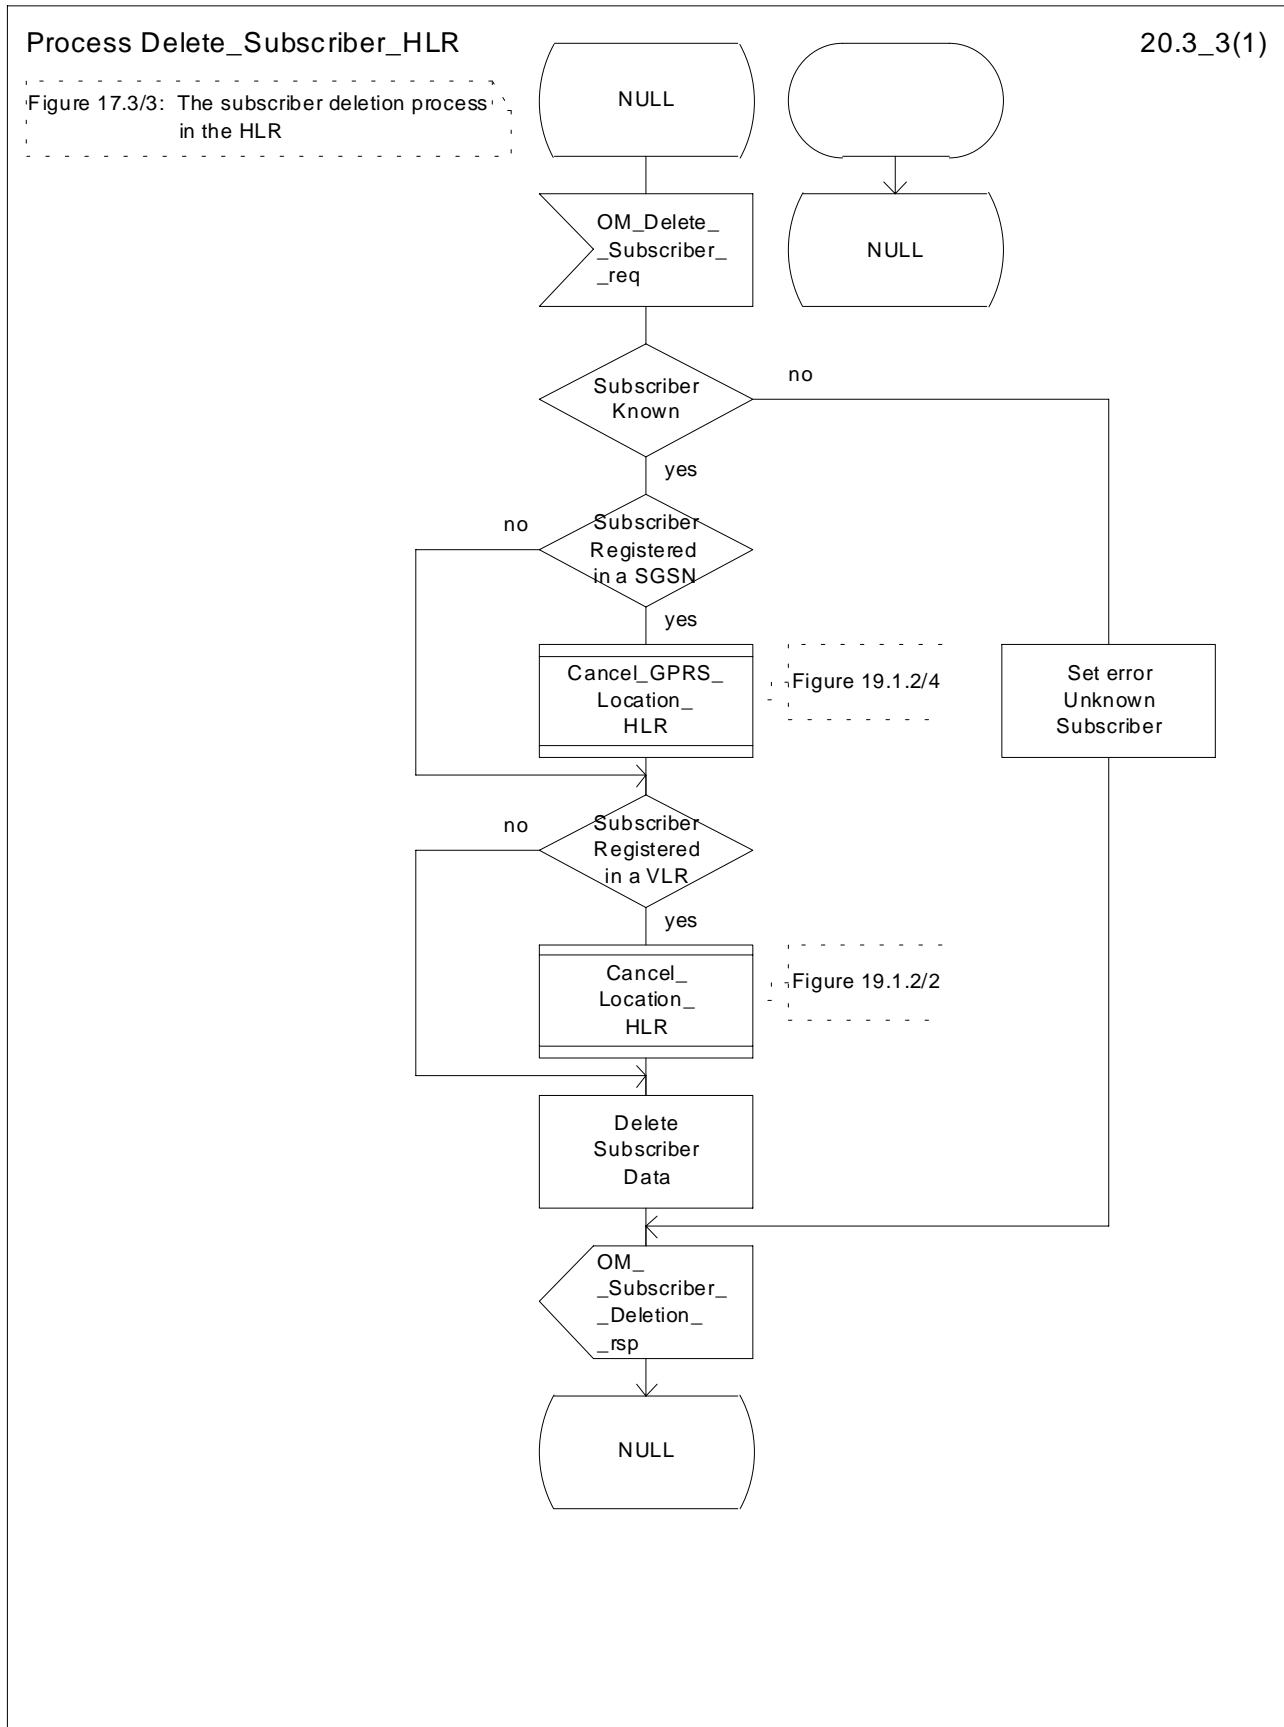 Process Delete_Subscriber_HLR
20.3_3(1)
Figure 17.3/3: The subscriber deletion process
in the HLR
NULL
OM_Delete_
_Subscriber_
_req
NULL
Subscriber
Known
no
yes
no
Subscriber
Registered
in a SGSN
yes
Cancel_GPRS_
Location_
HLR
Figure 19.1.2/4
Set error
Unknown
Subscriber
no
Subscriber
Registered
in a VLR
yes
Cancel_
Location_
HLR
Figure 19.1.2/2
Delete
Subscriber
Data
OM_
_Subscriber_
_Deletion_
_rsp
NULL